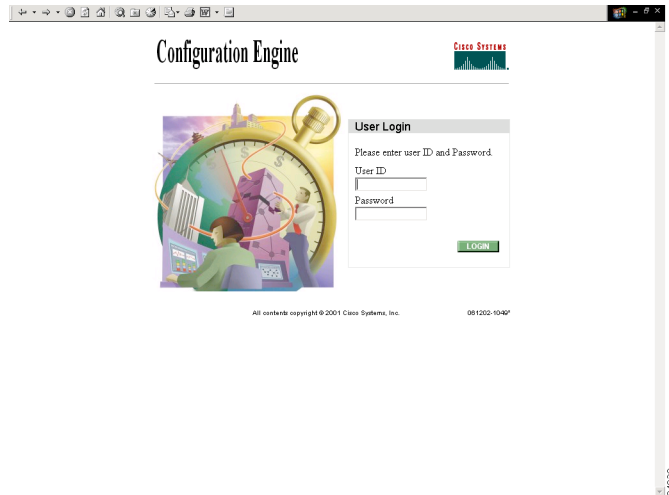 Configuration Engine
CISCO SYSTEMS
User Login
Please enter user ID and Password
User ID
Password
LOGIN
All contents copyright © 2001 Cisco Systems, Inc.
061202-1049*